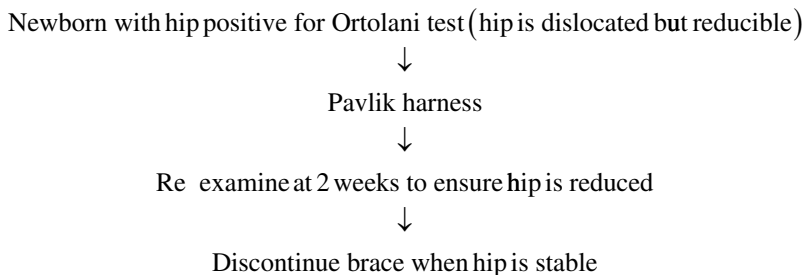 Newborn with hip positive for Ortolani test (hip is dislocated but reducible)
↓
Pavlik harness
↓
Re examine at 2 weeks to ensure hip is reduced
↓
Discontinue brace when hip is stable